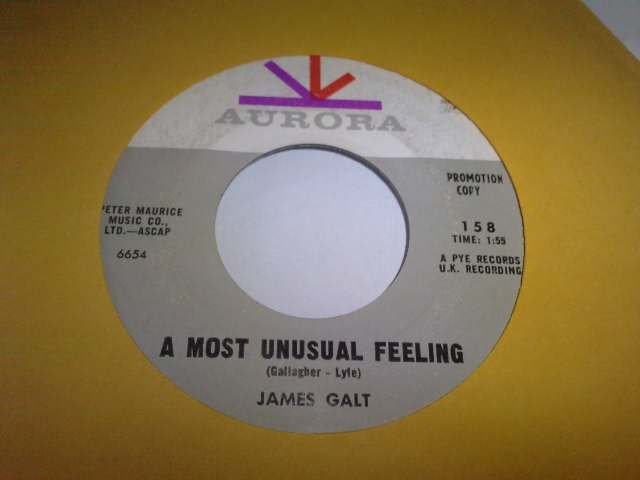 AURORA
PROMOTION
COPY
PETER MAURICE
MUSIC CO.,
LTD.—ASCAP
6654
158
TIME: 1:55
A PYE RECORDS
U.K. RECORDING
A MOST UNUSUAL FEELING
(Gallagher - Lyle)
JAMES GALT